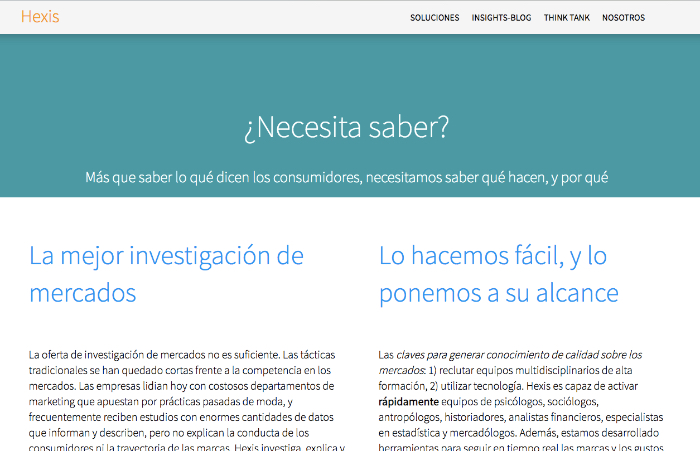 Hexis
SOLUCIONES INSIGHTS-BLOG THINK TANK NOSOTROS
¿Necesita saber?
Más que saber lo qué dicen los consumidores, necesitamos saber qué hacen, y por qué
La mejor investigación de
mercados
La oferta de investigación de mercados no es suficiente. Las tácticas
tradicionales se han quedado cortas frente a la competencia en los
mercados. Las empresas lidian hoy con costosos departamentos de
marketing que apuestan por prácticas pasadas de moda, y
frecuentemente reciben estudios con enormes cantidades de datos
que informan y describen, pero no explican la conducta de los
consumidores ni la trayectoria de las marcas. Hexis investiga, explica y
Lo hacemos fácil, y lo
ponemos a su alcance
Las claves para generar conocimiento de calidad sobre los
mercados: 1) reclutar equipos multidisciplinarios de alta
formación, 2) utilizar tecnología. Hexis es capaz de activar
rápidamente equipos de psicólogos, sociólogos,
antropólogos, historiadores, analistas financieros, especialistas
en estadística y mercadólogos. Además, estamos desarrollado
herramientas para seguir en tiempo real las marcas y los gustos